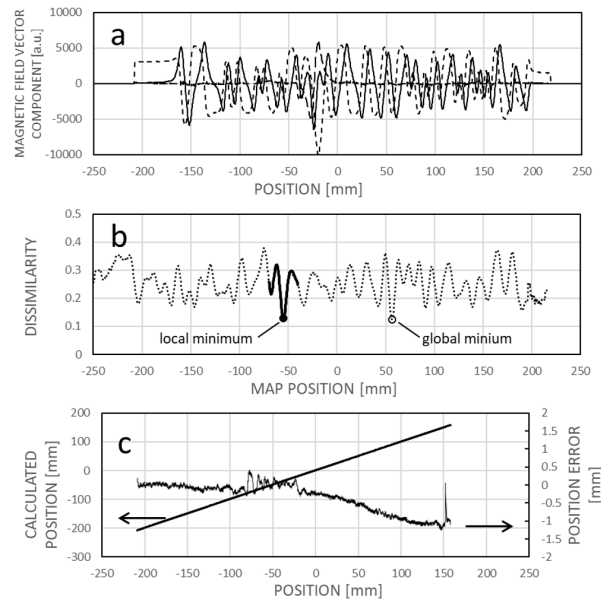 a
MAGNETIC FIELD VECTOR
COMPONENT [a.u.]
10000
5000
0
-5000
-10000
-250 -200 -150 -100 -50 0 50 100 150 200 250
POSITION [mm]
b
DISSIMILARITY
0.5
0.4
0.3
0.2
0.1
0
local minimum
global minium
-250 -200 -150 -100 -50 0 50 100 150 200 250
MAP POSITION [mm]
c
CALCULATED
POSITION [mm]
200
100
0
-100
-200
-300
2
1.5
1
0.5
0
-0.5
-1
-1.5
-2
POSITION ERROR
[mm]
-250 -200 -150 -100 -50 0 50 100 150 200 250
POSITION [mm]